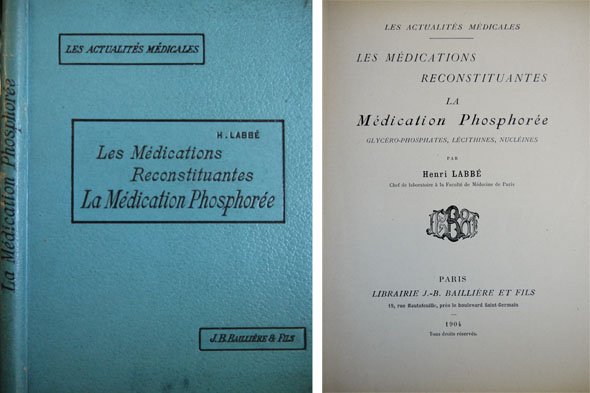 La Médication Phosphorée
LES ACTUALITÉS MÉDICALES
H. LABBÉ
Les Médications
Reconstituantes
La Médication Phosphorée
J. B. BAILLIÈRE & FILS
LES ACTUALITÉS MÉDICALES
LES MÉDICATIONS
RECONSTITUANTES
LA
Médication Phosphorée
GLYCÉRO-PHOSPHATES, LÉCITHINES, NUCLÉINES
PAR
Henri LABBÉ
Chef de laboratoire à la Faculté de Médecine de Paris
PARIS
LIBRAIRIE J.-B. BAILLIÈRE ET FILS
19, rue Hautefeuille, près le boulevard Saint-Germain
1904
Tous droits réservés.